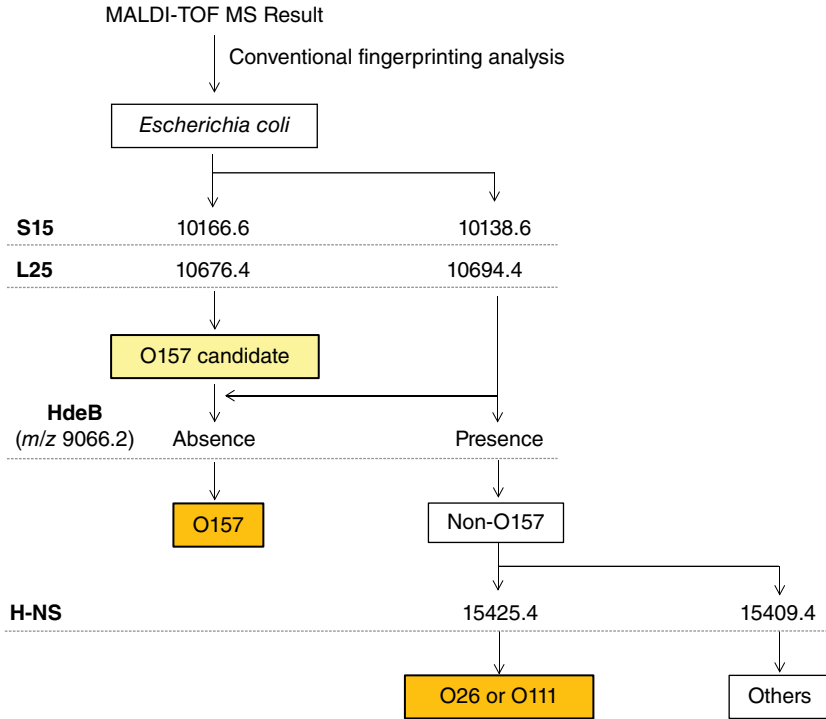 MALDI-TOF MS Result
Conventional fingerprinting analysis
Escherichia coli
S15 10166.6 10138.6
L25 10676.4 10694.4
O157 candidate
HdeB
(m/z 9066.2) Absence Presence
O157 Non-O157
H-NS 15425.4 15409.4
O26 or O111 Others